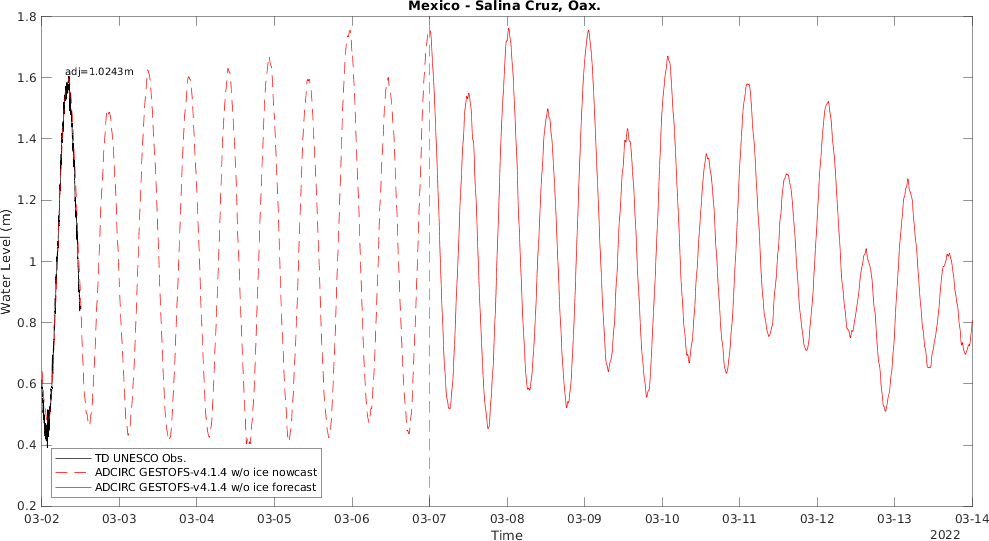 Mexico - Salina Cruz, Oax.
1.8
1.6
1.4
1.2
1
0.8
0.6
0.4
0.2
Water Level (m)
adj=1.0243m
TD UNESCO Obs.
ADCIRC GESTOFS-v4.1.4 w/o ice nowcast
ADCIRC GESTOFS-v4.1.4 w/o ice forecast
03-02 03-03 03-04 03-05 03-06 03-07 03-08 03-09 03-10 03-11 03-12 03-13 03-14
Time
2022